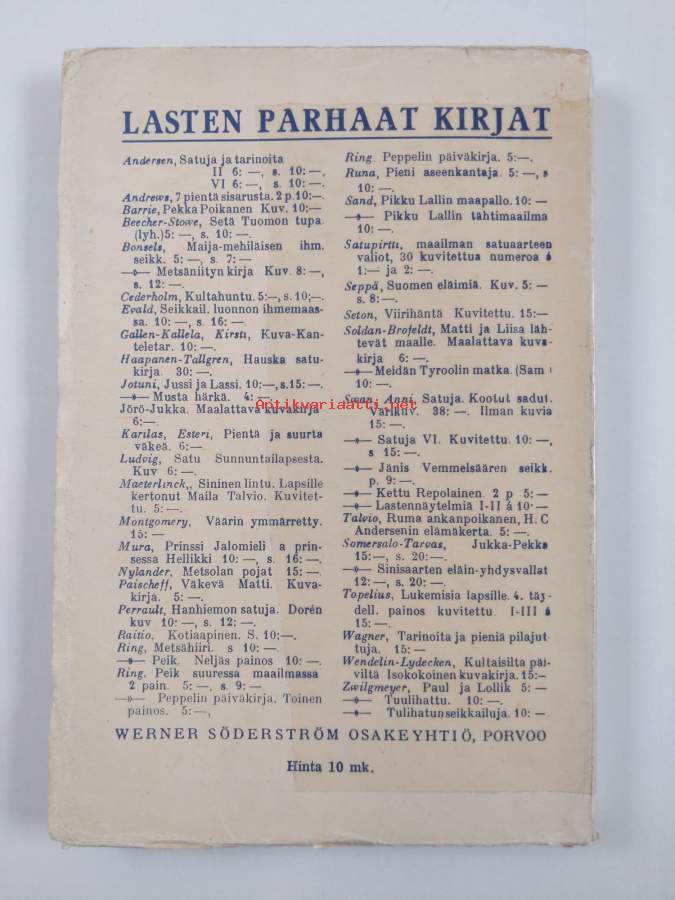 LASTEN PARHAAT KIRJAT
Andersen, Satuja ja tarinoita
II 6: —, s. 10: —,
VI 6: —, s. 10: —.
Andrews, 7 pientä sisarusta. 2 p. 10:—.
Barrie, Pekka Poikanen Kuv. 10:—
Beecher-Stowe, Setä Tuomon tupa
(lyh.) 5: —, s. 10: —.
Bonsels, Maija-mehiläisen ihm.
seikk. 5: —, s. 7: —
—»— Metsäniityn kirja Kuv. 8: —,
s. 12: —.
Cederholm, Kultahuntu. 5:—, s. 10;—.
Evald, Seikkail. luonnon ihmemaas-
sa. 10: —, s. 16: —.
Gallen-Kallela, Kirsti, Kuva-Kan-
teletar. 10: —.
Haapanen-Tallgren, Hauska satu-
kirja. 30: —.
Jotuni, Jussi ja Lassi. 10:—, s. 15: —.
—»— Musta härkä. 4: —
Jörö-Jukka. Maalattava kuvakirja
6:—.
Karilas, Esteri, Pientä ja suurta
väkeä. 6;—.
Ludvig, Satu Sunnuntailapsesta.
Kuv 6: —.
Maeterlinck,, Sininen lintu. Lapsille
kertonut Maila Talvio. Kuvitet-
tu. 5: —.
Montgomery, Väärin ymmärretty.
15: —
Mura, Prinssi Jalomieli a prin-
sessa Hellikki 10: —, s. 16: —.
Nylander, Metsolan pojat 15: —.
Paischeff, Väkevä Matti. Kuva-
kirja. 5: —.
Perrault, Hanhiemon satuja. Dorén
kuv 10: —, s. 12: —.
Raitio, Kotiaapinen. S. 10;—.
Ring, Metsähiiri. s 10: —.
—»— Peik. Neljäs painos 10: —.
Ring. Peik suuressa maailmassa
2 pain. 5: —, s. 9: —
—»— Peppelin päiväkirja. Toinen
painos. 5: —,
Ring. Peppelin päiväkirja. 5: —.
Runa, Pieni aseenkantaja. 5: —, s
10: —.
Sand, Pikku Lallin maapallo. 10: —
—»— Pikku Lallin tähtimaailma
10: —.
Satupirtti, maailman satuaarteen
valiot, 30 kuvitettua numeroa á
1:— ja 2: —.
Seppä, Suomen eläimiä. Kuv. 5: —
s. 8: —.
Seton, Viirihäntä Kuvitettu. 15:—
Soldan-Brofeldt, Matti ja Liisa läh-
tevät maalle. Maalattava kuva-
kirja 6: —.
—»— Meidän Tyroolin matka. (Sam
10: —.
Swan, Anni, Satuja. Kootut sadut.
Värikuv. 38: —. Ilman kuvia
15: —.
—»— Satuja VI. Kuvitettu. 10: —,
s 15: —.
—»— Jänis Vemmelsäären seikk.
p. 9: —.
—»— Kettu Repolainen. 2 p 5: —
—»— Lastennäytelmiä I-II á 10·—
Talvio, Ruma ankanpoikanen, H. C
Andersenin elämäkerta. 5: —.
Somersalo-Tarvas, Jukka-Pekka
15:—, s. 20: —.
—»— Sinisaarten eläin-yhdysvallat
12: —, s. 20: —.
Topelius, Lukemisia lapsille. 4. täy-
dell. painos kuvitettu. I-III á
15: —.
Wagner, Tarinoita ja pieniä pilajut-
tuja. 15: —
Wendelin-Lydecken, Kultaisilta päi-
viltä Isokokoinen kuvakirja. 15:—
Zwilgmeyer, Paul ja Lollik 5: —
—»— Tuulihattu. 10: —.
—»— Tulihatun seikkailuja. 10: —.
WERNER SÖDERSTRÖM OSAKEYHTIÖ, PORVOO
Hinta 10 mk.
Antikvariaatti.net